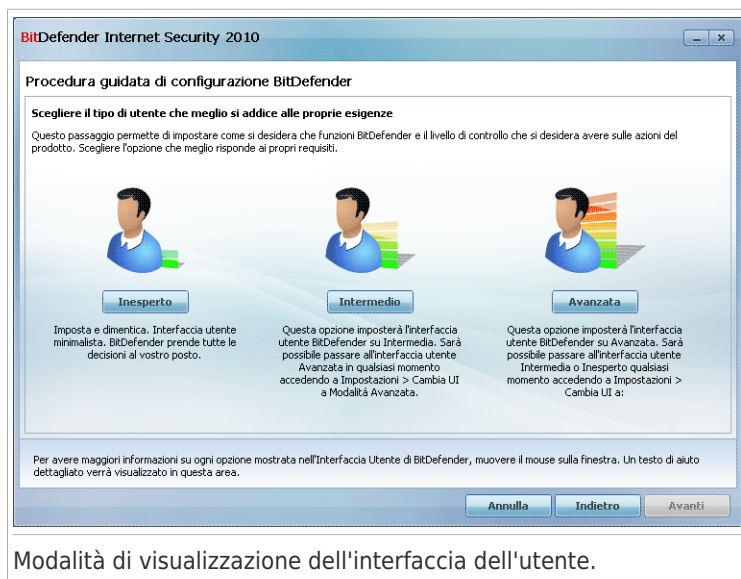 BitDefender Internet Security 2010
Procedura guidata di configurazione BitDefender
Scegliere il tipo di utente che meglio si addice alle proprie esigenze
Questo passaggio permette di impostare come si desidera che funzioni BitDefender e il livello di controllo che si desidera avere sulle azioni del
prodotto. Scegliere l'opzione che meglio risponde ai propri requisiti.
Inesperto
Imposta e dimentica. Interfaccia utente
minimalista. BitDefender prende tutte le
decisioni al vostro posto.
Intermedio
Questa opzione imposterà l'interfaccia
utente BitDefender su Intermedia. Sarà
possibile passare all'interfaccia utente
Avanzata in qualsiasi momento
accedendo a Impostazioni > Cambia UI
a Modalità Avanzata.
Avanzata
Questa opzione imposterà l'interfaccia
utente BitDefender su Avanzata. Sarà
possibile passare all'interfaccia utente
Intermedia o Inesperto qualsiasi
momento accedendo a Impostazioni >
Cambia UI a:
Per avere maggiori informazioni su ogni opzione mostrata nell'Interfaccia Utente di BitDefender, muovere il mouse sulla finestra. Un testo di aiuto
dettagliato verrà visualizzato in questa area.
Annulla
Indietro
Avanti
Modalità di visualizzazione dell'interfaccia dell'utente.